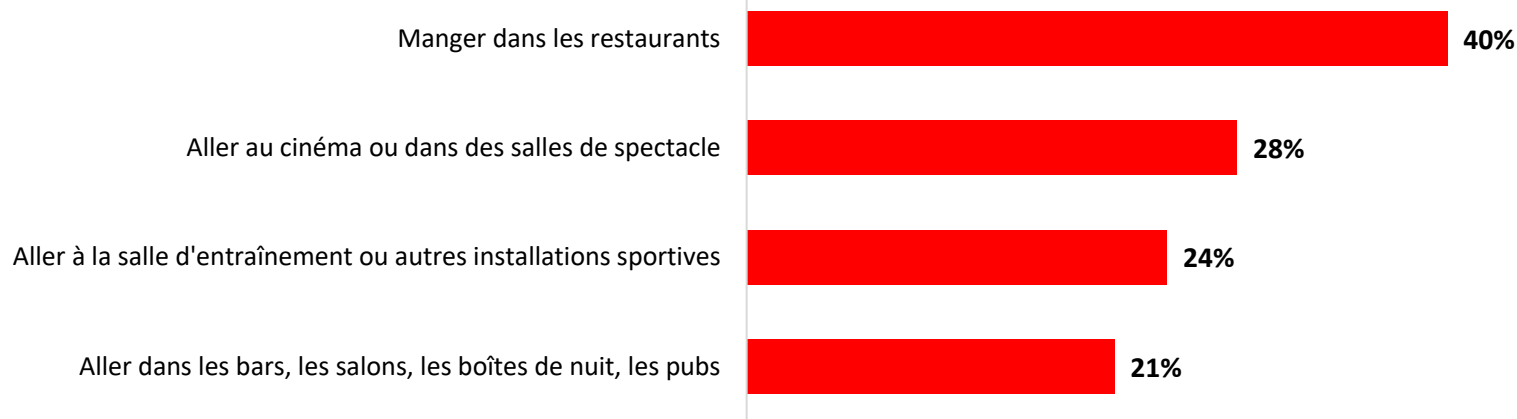 Manger dans les restaurants 40%
Aller au cinéma ou dans des salles de spectacle 28%
Aller à la salle d'entraînement ou autres installations sportives 24%
Aller dans les bars, les salons, les boîtes de nuit, les pubs 21%